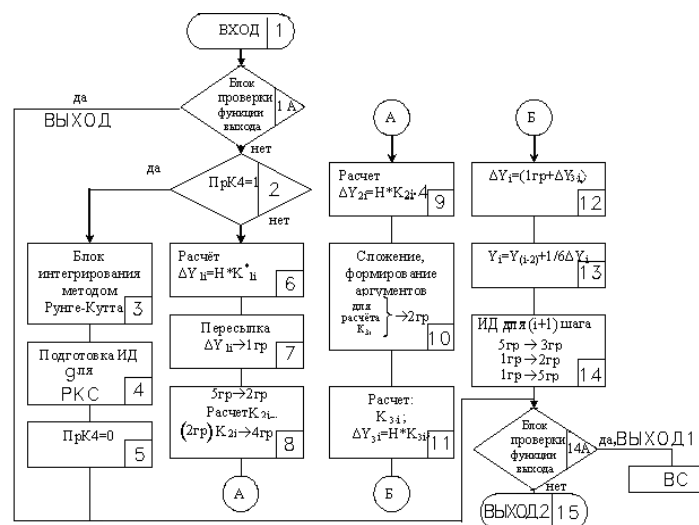 ВХОД 1
Блок
проверки
функции
выхода
1А
да
ВЫХОД
нет
да
ПрК4=1 2
нет
Блок
интегрирования
методом
Рунге-Кутта 3
Подготовка ИД
для
РКС 4
ПрК4=0 5
Расчёт
ΔY1i=H*K*1i
6
Пересылка
ΔY1i→1гр 7
5гр→2гр
Расчет K2i...
(2гр) K2i→4гр 8
А
А
Расчет
ΔY2i=H*K2i·4 9
Сложение,
формирование
аргументов
для
расчёта
K3i
→2гр
10
Расчет:
K3i;
ΔY3i=H*K3i; 11
Б
Б
ΔYi=(1гр+ΔY3i)
12
Yi=Y(i-2)+1/6ΔYi
13
ИД для (i+1) шага
5гр→3гр
1гр→2гр
1гр→5гр 14
Блок
проверки
функции
выхода
14А
да, ВЫХОД1
ВС
нет
ВЫХОД2 15